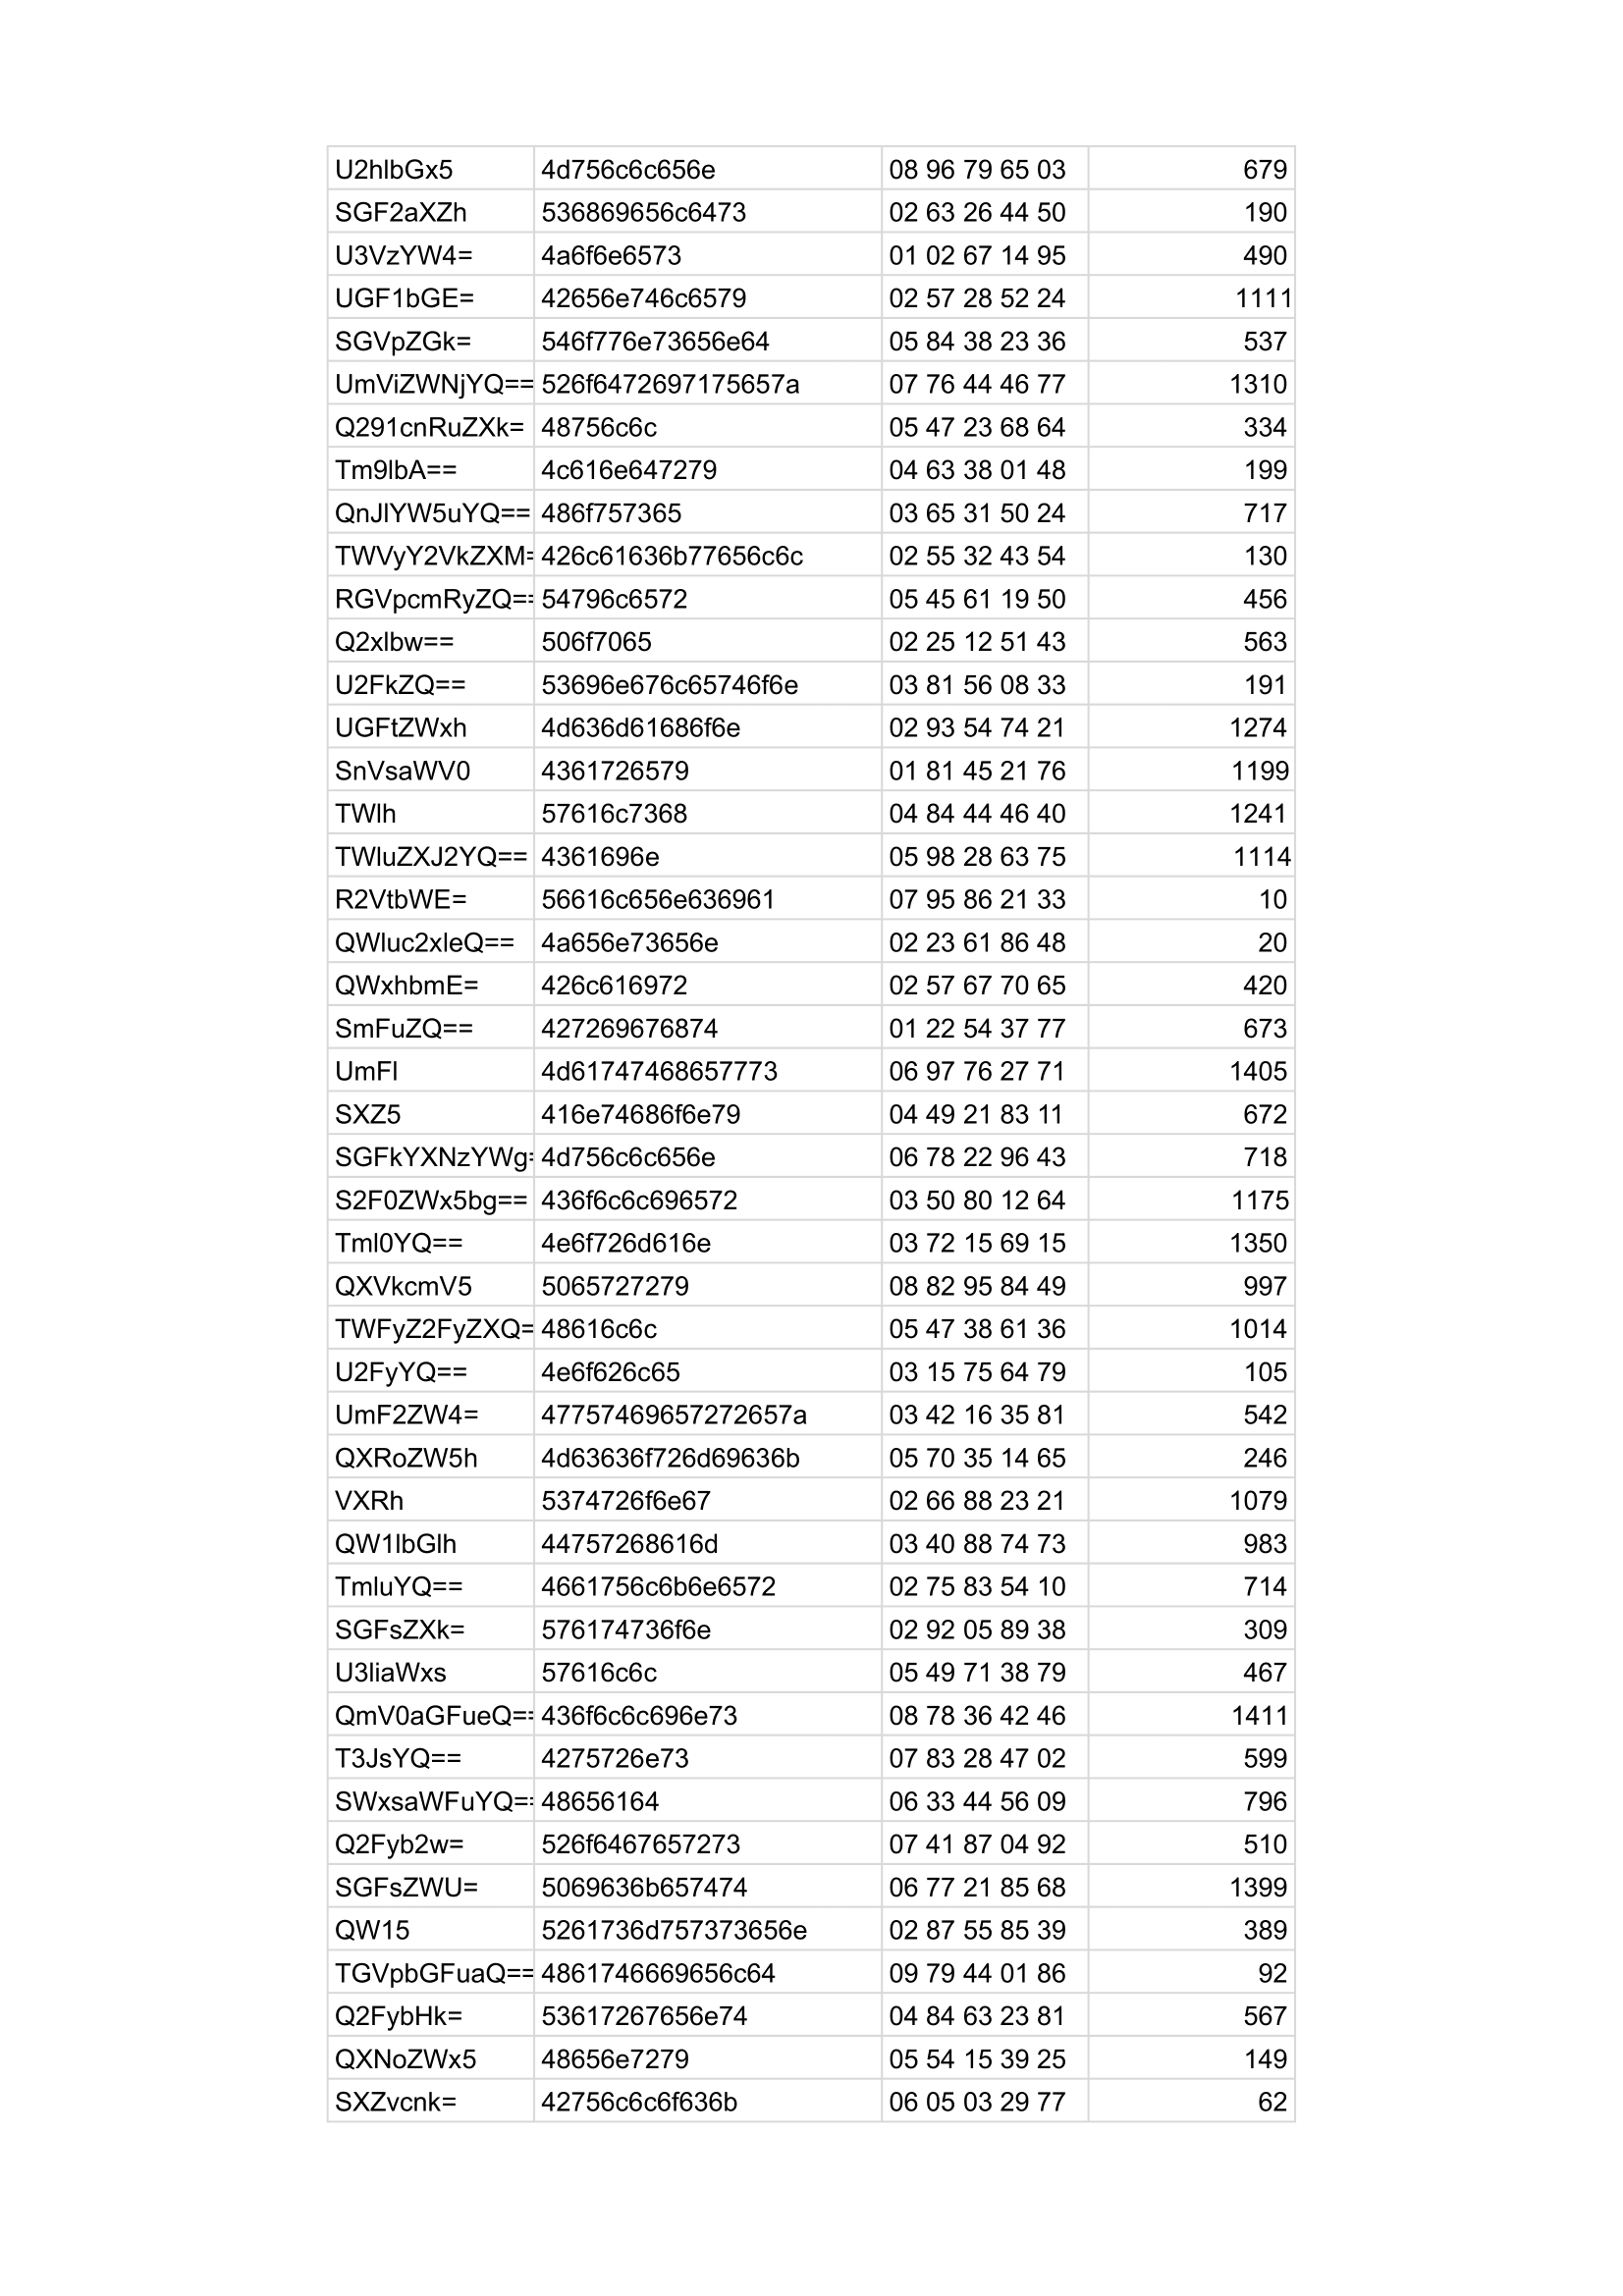 U2hlbGx5 4d756c6c656e 08 96 79 65 03 679
SGF2aXZh 536869656c6473 02 63 26 44 50 190
U3VzYW4= 4a6f6e6573 01 02 67 14 95 490
UGF1bGE= 42656e746c6579 02 57 28 52 24 1111
SGVpZGk= 546f776e73656e64 05 84 38 23 36 537
UmViZWNjYQ== 526f6472697175657a 07 76 44 46 77 1310
Q291cnRuZXk= 48756c6c 05 47 23 68 64 334
Tm9lbA== 4c616e647279 04 63 38 01 48 199
QnJlYW5uYQ== 486f757365 03 65 31 50 24 717
TWVyY2VkZXM= 426c61636b77656c6c 02 55 32 43 54 130
RGVpcmRyZQ== 54796c6572 05 45 61 19 50 456
Q2xlbw== 506f7065 02 25 12 51 43 563
U2FkZQ== 53696e676c65746f6e 03 81 56 08 33 191
UGFtZWxh 4d636d61686f6e 02 93 54 74 21 1274
SnVsaWV0 4361726579 01 81 45 21 76 1199
TWlh 57616c7368 04 84 44 46 40 1241
TWluZXJ2YQ== 4361696e 05 98 28 63 75 1114
R2VtbWE= 56616c656e636961 07 95 86 21 33 10
QWluc2xleQ== 4a656e73656e 02 23 61 86 48 20
QWxhbmE= 426c616972 02 57 67 70 65 420
SmFuZQ== 427269676874 01 22 54 37 77 673
UmFl 4d61747468657773 06 97 76 27 71 1405
SXZ5 416e74686f6e79 04 49 21 83 11 672
SGFkYXNzYWg= 4d756c6c656e 06 78 22 96 43 718
S2F0ZWx5bg== 436f6c6c696572 03 50 80 12 64 1175
Tml0YQ== 4e6f726d616e 03 72 15 69 15 1350
QXVkcmV5 5065727279 08 82 95 84 49 997
TWFyZ2FyZXQ= 48616c6c 05 47 38 61 36 1014
U2FyYQ== 4e6f626c65 03 15 75 64 79 105
UmF2ZW4= 47757469657272657a 03 42 16 35 81 542
QXRoZW5h 4d63636f726d69636b 05 70 35 14 65 246
VXRh 5374726f6e67 02 66 88 23 21 1079
QW1lbGlh 44757268616d 03 40 88 74 73 983
TmluYQ== 4661756c6b6e6572 02 75 83 54 10 714
SGFsZXk= 576174736f6e 02 92 05 89 38 309
U3liaWxs 57616c6c 05 49 71 38 79 467
QmV0aGFueQ== 436f6c6c696e73 08 78 36 42 46 1411
T3JsYQ== 4275726e73 07 83 28 47 02 599
SWxsaWFuYQ== 48656164 06 33 44 56 09 796
Q2Fyb2w= 526f6467657273 07 41 87 04 92 510
SGFsZWU= 5069636b657474 06 77 21 85 68 1399
QW15 5261736d757373656e 02 87 55 85 39 389
TGVpbGFuaQ== 4861746669656c64 09 79 44 01 86 92
Q2FybHk= 53617267656e74 04 84 63 23 81 567
QXNoZWx5 48656e7279 05 54 15 39 25 149
SXZvcnk= 42756c6c6f636b 06 05 03 29 77 62